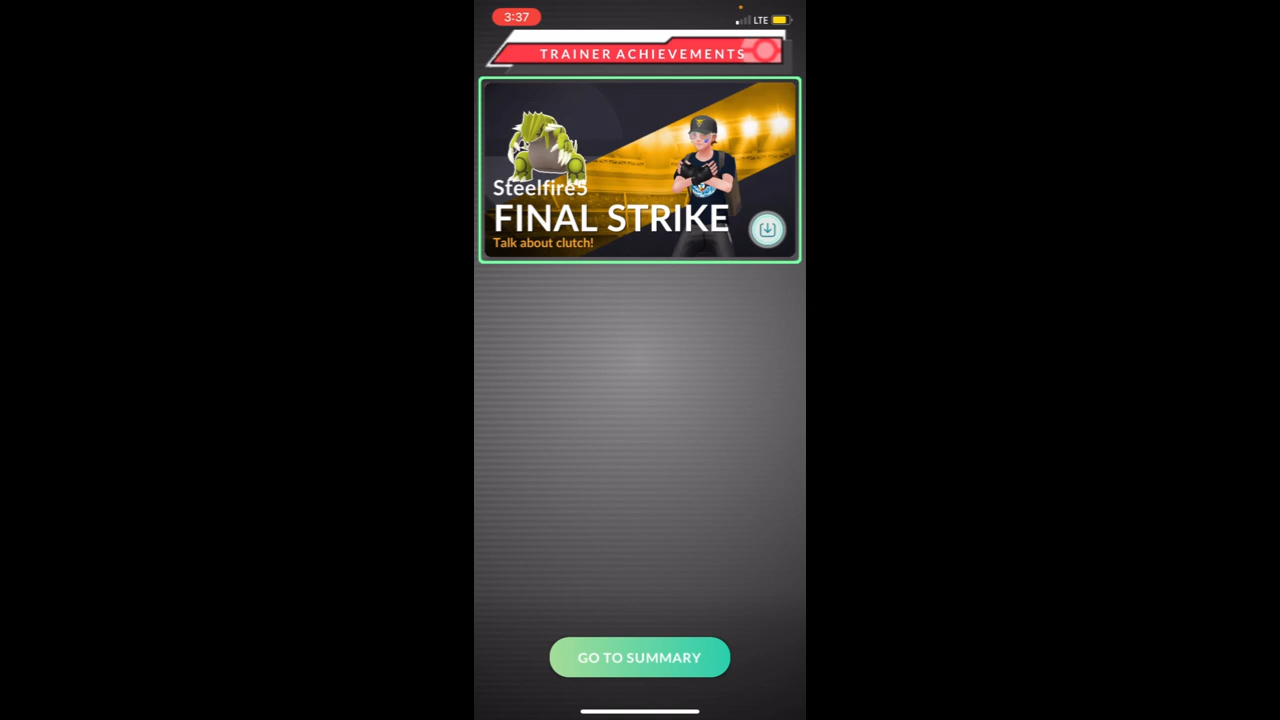 3:37
LTE
TRAINER ACHIEVEMENTS
Steelfire5
FINAL STRIKE
Talk about clutch!
GO TO SUMMARY